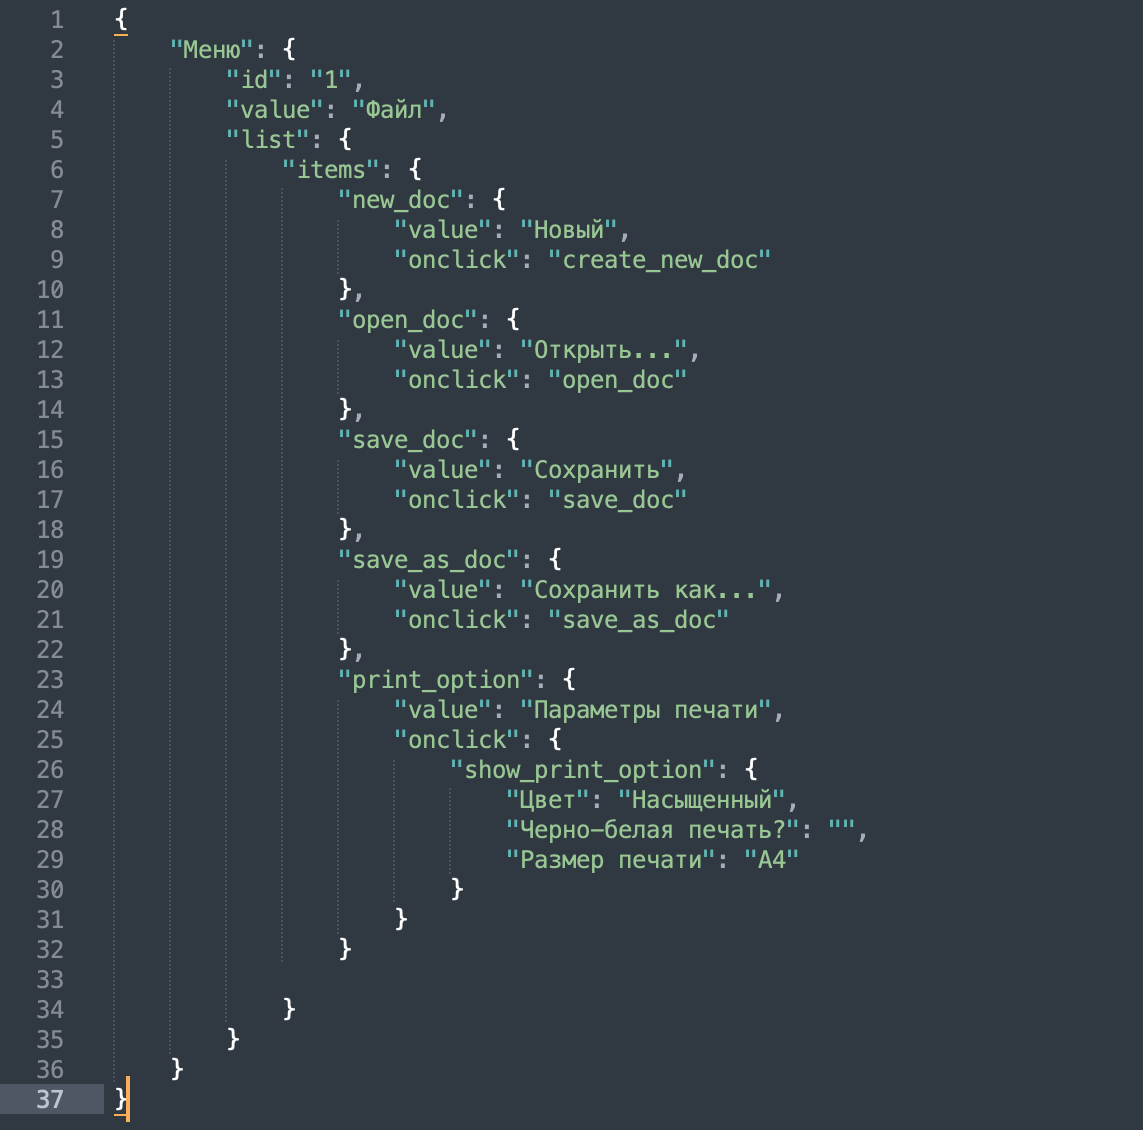 1 {
2     "Меню": {
3         "id": "1",
4         "value": "Файл",
5         "list": {
6             "items": {
7                 "new_doc": {
8                     "value": "Новый",
9                     "onclick": "create_new_doc"
10                 },
11                 "open_doc": {
12                     "value": "Открыть...",
13                     "onclick": "open_doc"
14                 },
15                 "save_doc": {
16                     "value": "Сохранить",
17                     "onclick": "save_doc"
18                 },
19                 "save_as_doc": {
20                     "value": "Сохранить как...",
21                     "onclick": "save_as_doc"
22                 },
23                 "print_option": {
24                     "value": "Параметры печати",
25                     "onclick": {
26                         "show_print_option": {
27                             "Цвет": "Насыщенный",
28                             "Черно-белая печать?": "",
29                             "Размер печати": "А4"
30                         }
31                     }
32                 }
33
34             }
35         }
36     }
37 }